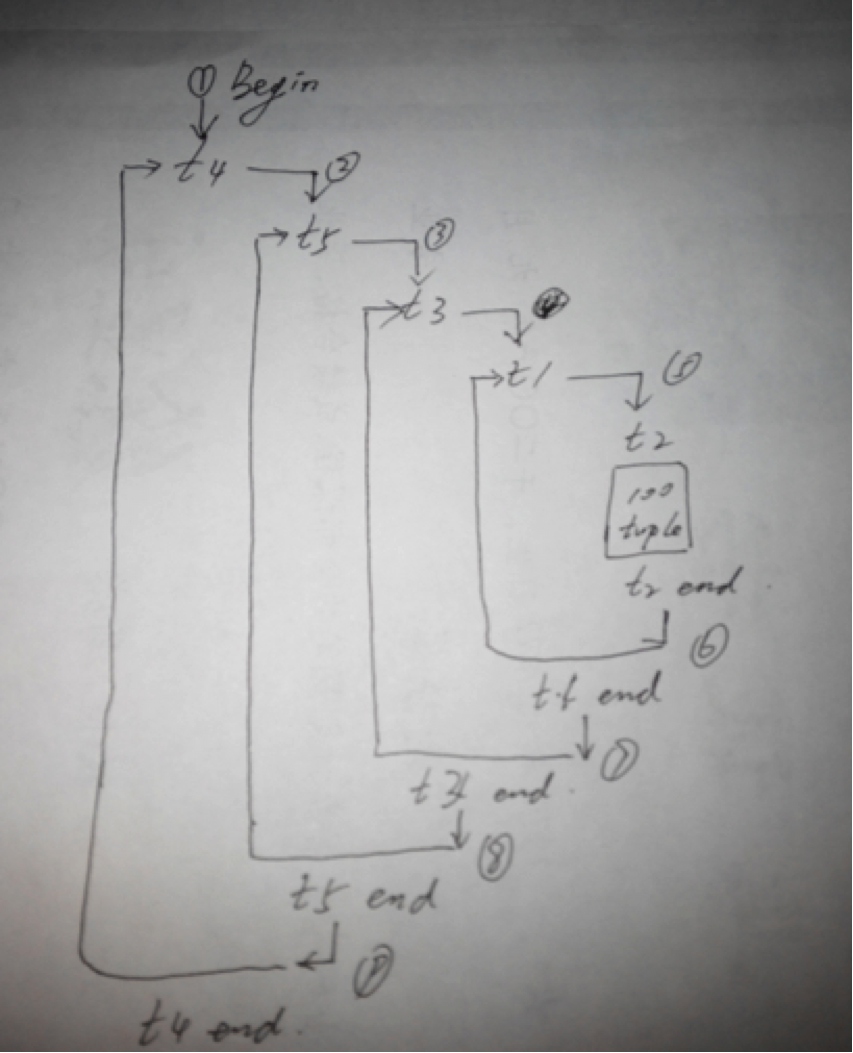 ① Begin
t4 ②
t5 ③
t3
t1 ⑤
t2
100
tuple
t2 end
⑥
t1 end
⑦
t3 end.
⑧
t5 end
⑨
t4 end.